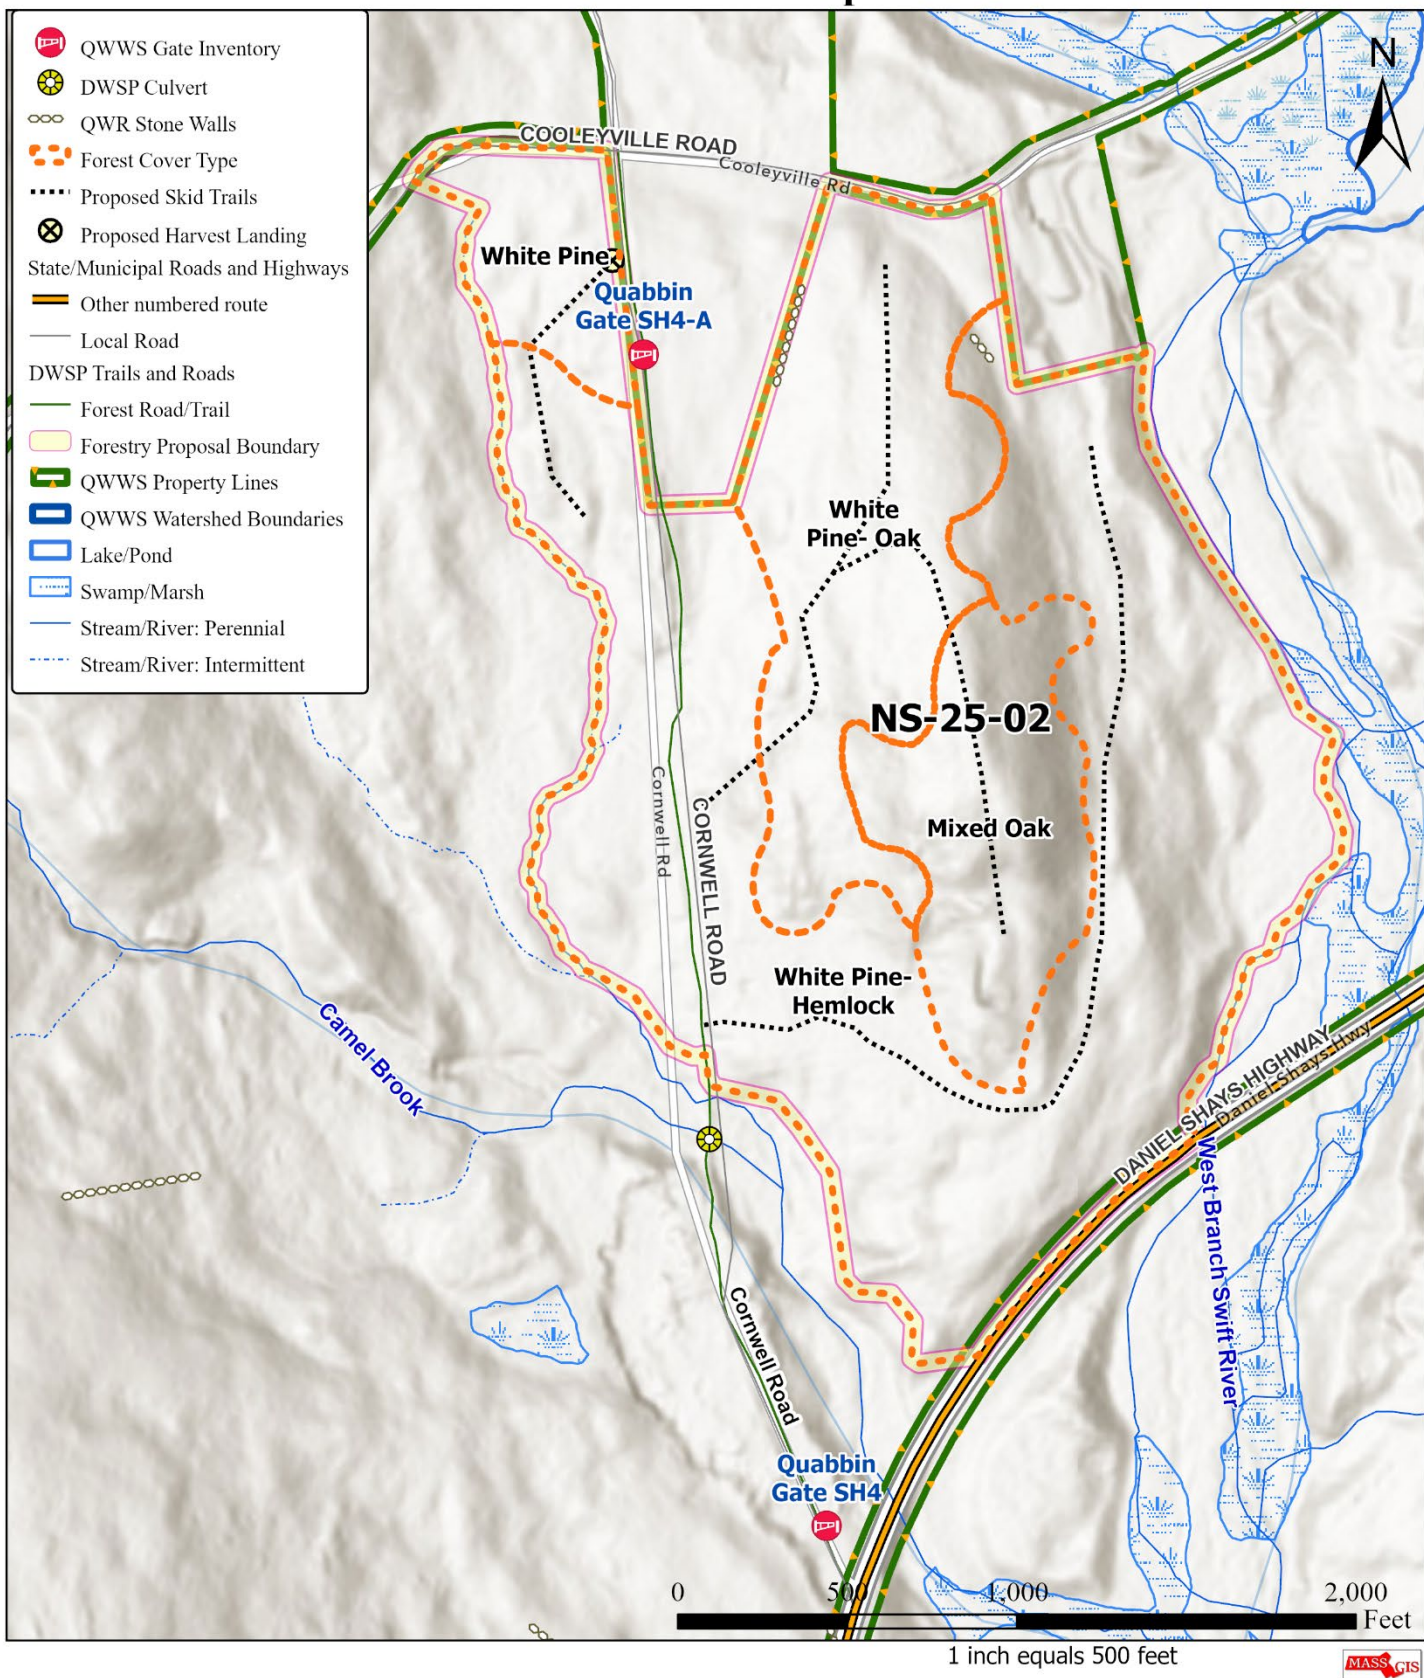 QWWS Gate Inventory
DWSP Culvert
QWR Stone Walls
Forest Cover Type
Proposed Skid Trails
Proposed Harvest Landing
State/Municipal Roads and Highways
Other numbered route
Local Road
DWSP Trails and Roads
Forest Road/Trail
Forestry Proposal Boundary
QWWS Property Lines
QWWS Watershed Boundaries
Lake/Pond
Swamp/Marsh
Stream/River: Perennial
Stream/River: Intermittent
N
COOLEYVILLE ROAD
Cooleyville Rd
White Pine
Quabbin
Gate SH4-A
White
Pine- Oak
NS-25-02
Cornwell Rd
CORNWELL ROAD
Mixed Oak
White Pine-
Hemlock
Camel Brook
DANIEL SHAYS HIGHWAY
Daniel Shays Hwy
West Branch Swift River
Cornwell Road
Quabbin
Gate SH4
0 500 1,000 2,000
Feet
1 inch equals 500 feet
MASS GIS